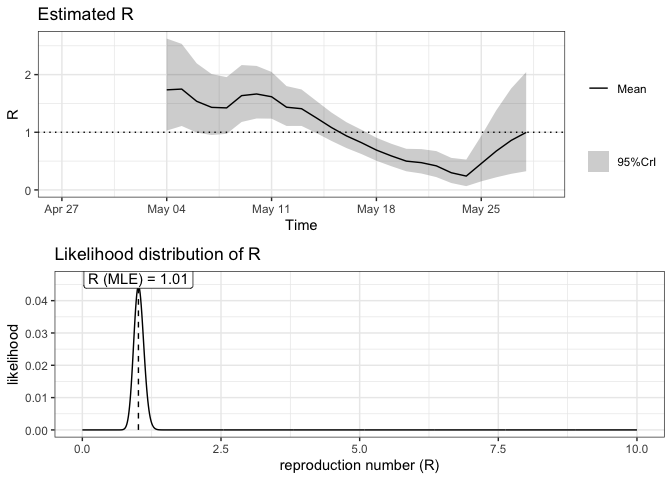 Estimated R
2
1
0
R
Apr 27
May 04
May 11
May 18
May 25
Time
Mean
95%CrI
Likelihood distribution of R
R (MLE) = 1.01
0.04
0.03
0.02
0.01
0.00
likelihood
0.0
2.5
5.0
7.5
10.0
reproduction number (R)